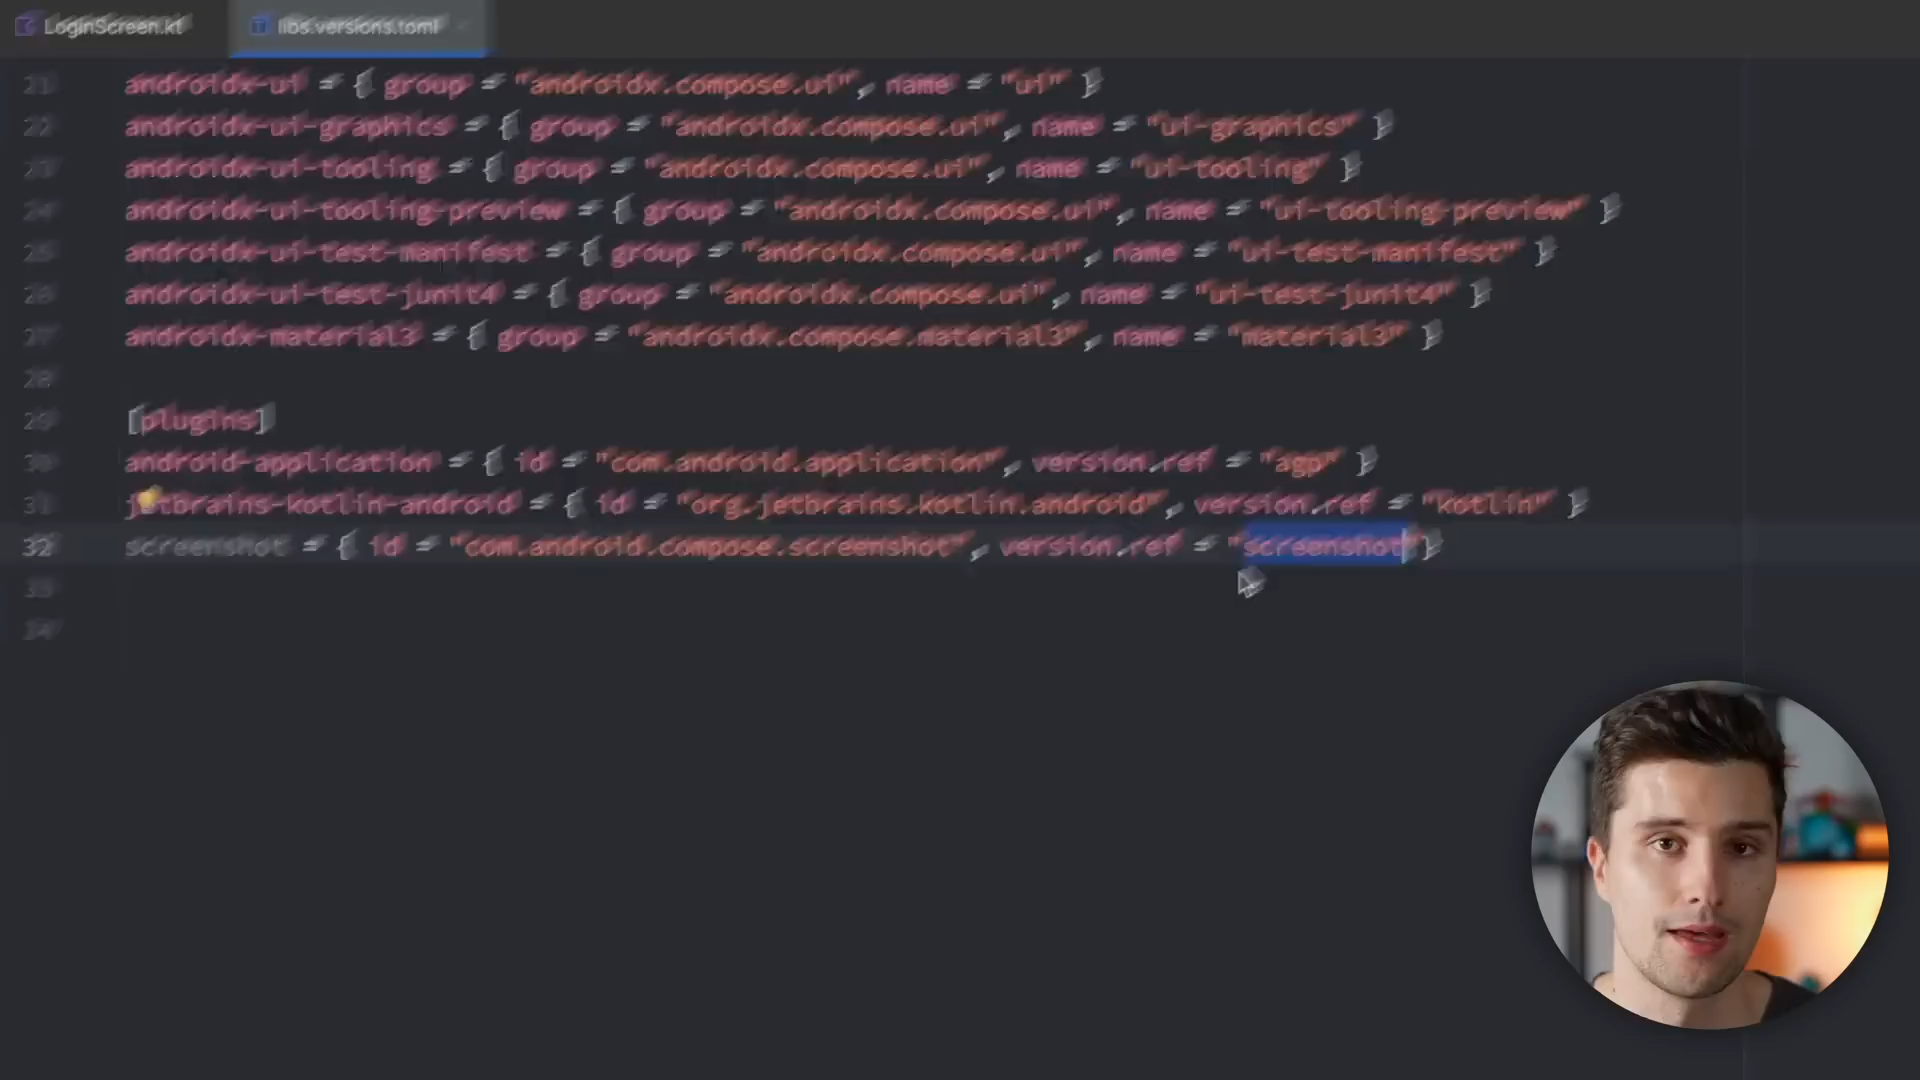 LoginScreen.kt
libs.versions.toml
21 androidx-ui = { group = "androidx.compose.ui", name = "ui" }
22 androidx-ui-graphics = { group = "androidx.compose.ui", name = "ui-graphics" }
23 androidx-ui-tooling = { group = "androidx.compose.ui", name = "ui-tooling" }
24 androidx-ui-tooling-preview = { group = "androidx.compose.ui", name = "ui-tooling-preview" }
25 androidx-ui-test-manifest = { group = "androidx.compose.ui", name = "ui-test-manifest" }
26 androidx-ui-test-junit4 = { group = "androidx.compose.ui", name = "ui-test-junit4" }
27 androidx-material3 = { group = "androidx.compose.material3", name = "material3" }
28
29 [plugins]
30 android-application = { id = "com.android.application", version.ref = "agp" }
31 jetbrains-kotlin-android = { id = "org.jetbrains.kotlin.android", version.ref = "kotlin" }
32 screenshot = { id = "com.android.compose.screenshot", version.ref = "screenshot"}
33
34